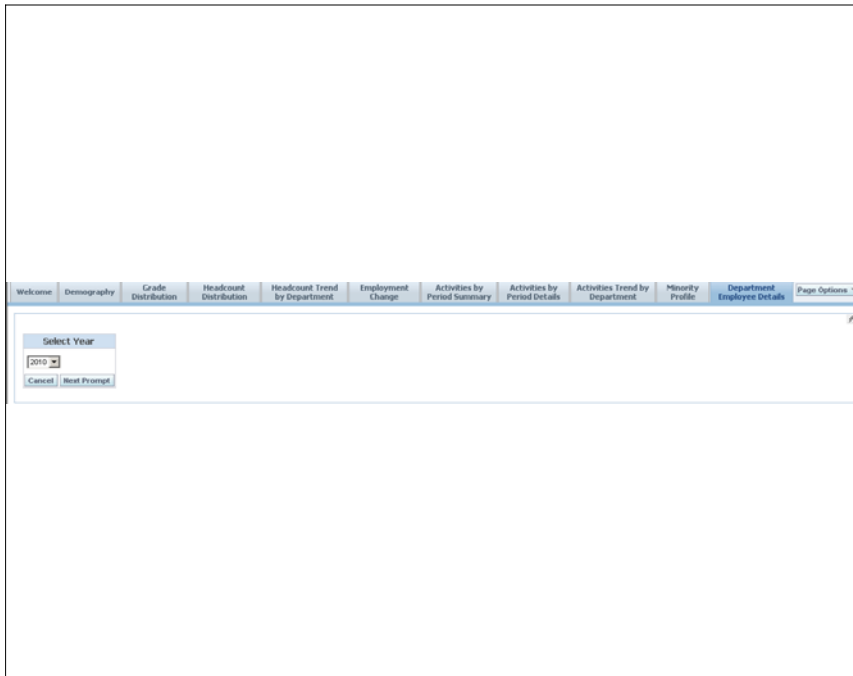 Welcome
Demography
Grade
Distribution
Headcount
Distribution
Headcount Trend
by Department
Employment
Change
Activities by
Period Summary
Activities by
Period Details
Activities Trend by
Department
Minority
Profile
Department
Employee Details
Page Options
Select Year
2010
Cancel
Next Prompt